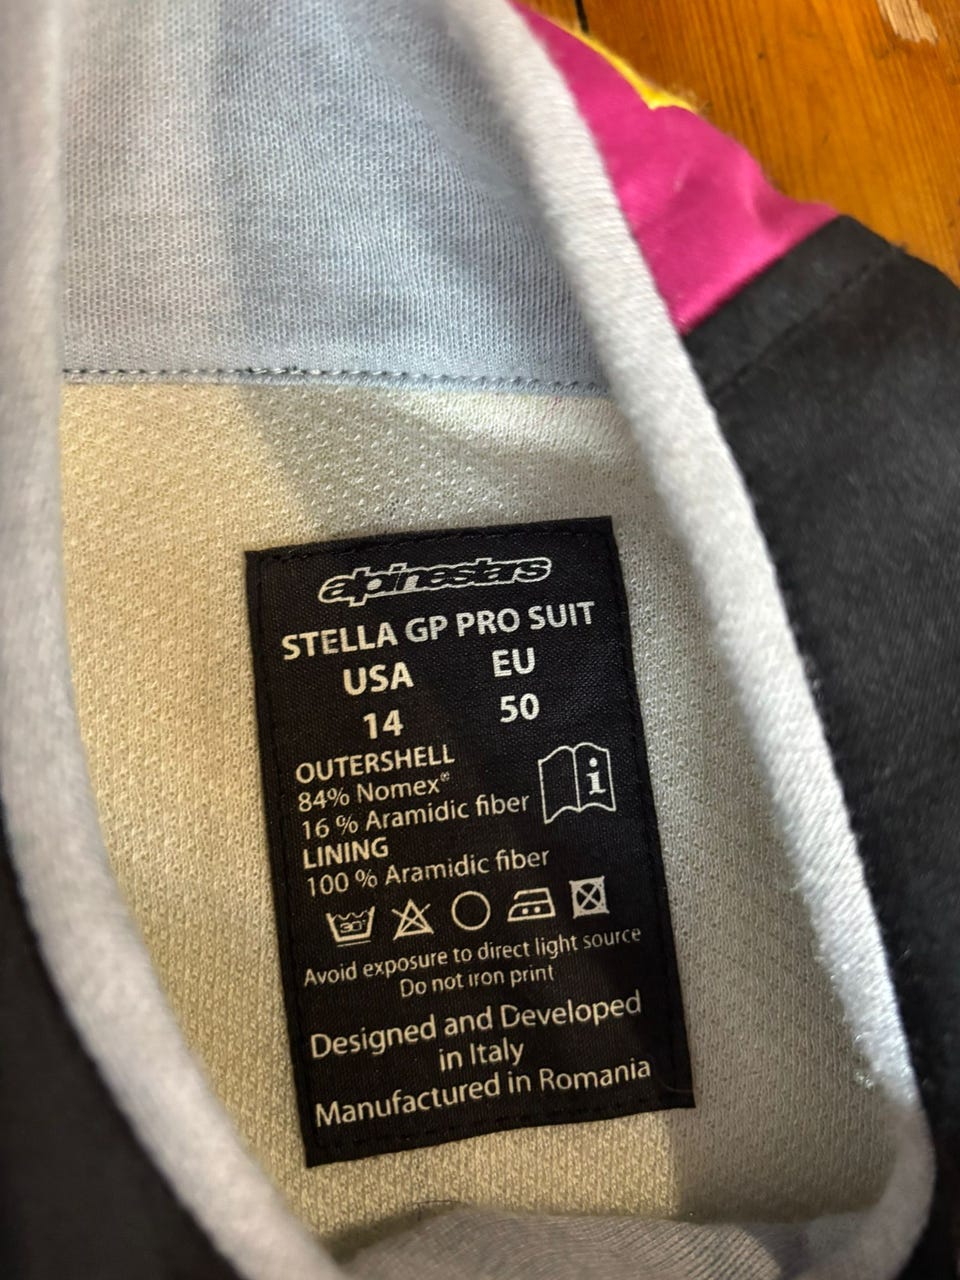 alpinestars
STELLA GP PRO SUIT
USA EU
14 50
OUTERSHELL
84% Nomex®
16 % Aramidic fiber
LINING
100 % Aramidic fiber
30°
Avoid exposure to direct light source
Do not iron print
Designed and Developed
in Italy
Manufactured in Romania